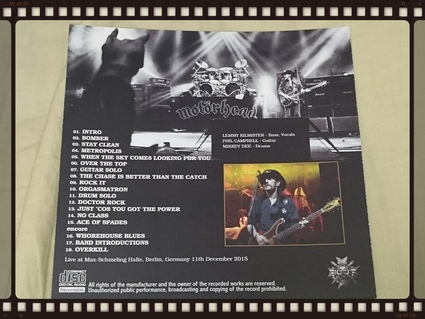 motörhead
LEMMY KILMISTER - Bass, Vocals
PHIL CAMPBELL - Guitar
MIKKEY DEE - Drums
01. INTRO
02. BOMBER
03. STAY CLEAN
04. METROPOLIS
05. WHEN THE SKY COMES LOOKING FOR YOU
06. OVER THE TOP
07. GUITAR SOLO
08. THE CHASE IS BETTER THAN THE CATCH
09. ROCK IT
10. ORGASMATRON
11. DRUM SOLO
12. DOCTOR ROCK
13. JUST 'COS YOU GOT THE POWER
14. NO CLASS
15. ACE OF SPADES
encore
16. WHOREHOUSE BLUES
17. BAND INTRODUCTIONS
18. OVERKILL
Live at Max-Schmeling Halle, Berlin, Germany 11th December 2015
COMPACT
disc
DIGITAL AUDIO
Recordable
All rights of the manufacturer and the owner of the recorded works are reserved.
Unauthorized public performance, broadcasting and copying of the record prohibited.